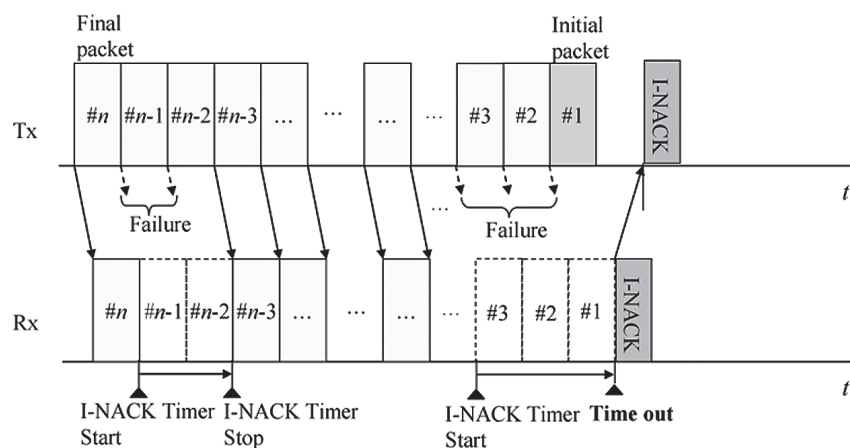 Final
packet
Initial
packet
Tx
#n
#n-1
#n-2
#n-3
...
...
...
...
#3
#2
#1
I-NACK
t
Failure
...
Failure
Rx
#n
#n-1
#n-2
#n-3
...
...
...
...
#3
#2
#1
I-NACK
t
I-NACK Timer
Start
I-NACK Timer
Stop
I-NACK Timer
Start
Time out